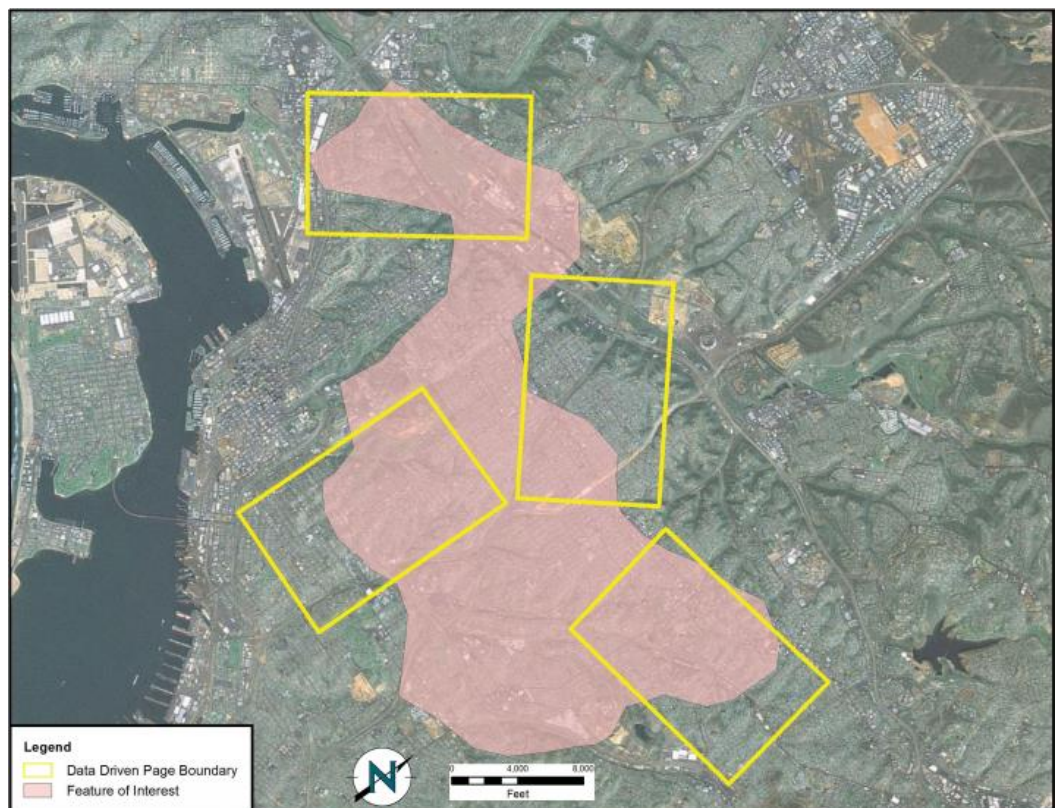 Legend
Data Driven Page Boundary
Feature of Interest
N
0 4,000 8,000
Feet